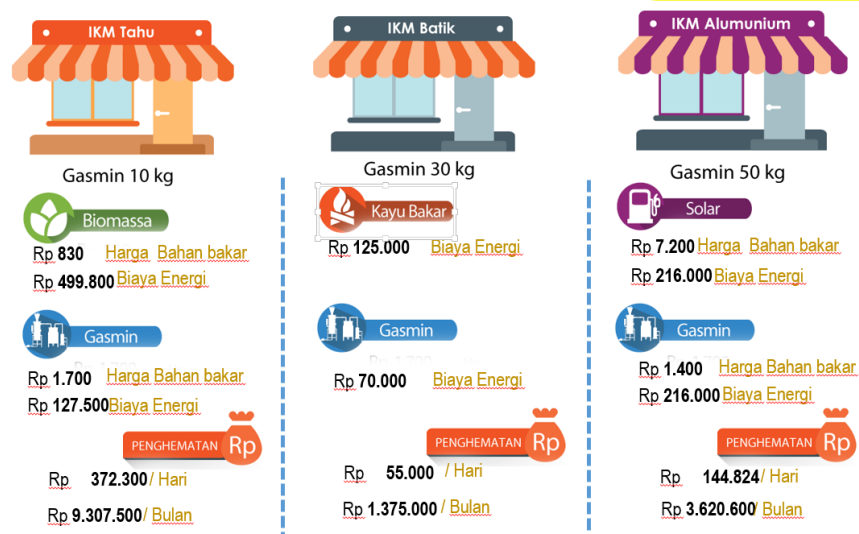 IKM Tahu
Gasmin 10 kg
Biomassa
Rp 830 Harga Bahan bakar
Rp 499.800 Biaya Energi
Gasmin
Rp 1.700 Harga Bahan bakar
Rp 127.500 Biaya Energi
PENGHEMATAN Rp
Rp 372.300 / Hari
Rp 9.307.500 / Bulan
IKM Batik
Gasmin 30 kg
Kayu Bakar
Rp 125.000 Biaya Energi
Gasmin
Rp 70.000 Biaya Energi
PENGHEMATAN Rp
Rp 55.000 / Hari
Rp 1.375.000 / Bulan
IKM Alumunium
Gasmin 50 kg
Solar
Rp 7.200 Harga Bahan bakar
Rp 216.000 Biaya Energi
Gasmin
Rp 1.400 Harga Bahan bakar
Rp 216.000 Biaya Energi
PENGHEMATAN Rp
Rp 144.824 / Hari
Rp 3.620.600 / Bulan